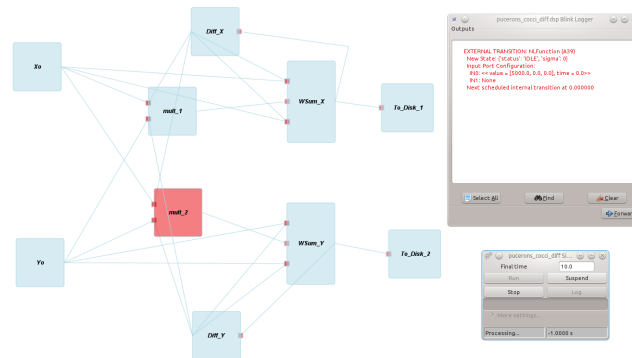 Diff_X
Xo
mult_1
WSum_X
To_Disk_1
mult_2
WSum_Y
Yo
To_Disk_2
Diff_Y
pucerons_cocci_diff.dsp Blink Logger
Outputs
EXTERNAL TRANSITION: NLFunction (A39)
New State: {'status': 'IDLE', 'sigma': 0}
Input Port Configuration:
IN0: << value = [5000.0, 0.0, 0.0], time = 0.0>>
IN1: None
Next scheduled internal transition at 0.000000
Select All
Find
Clear
Forward
pucerons_cocci_diff Si...
Final time
10.0
Run
Suspend
Stop
Log
More settings...
Processing...
-1.0000 s